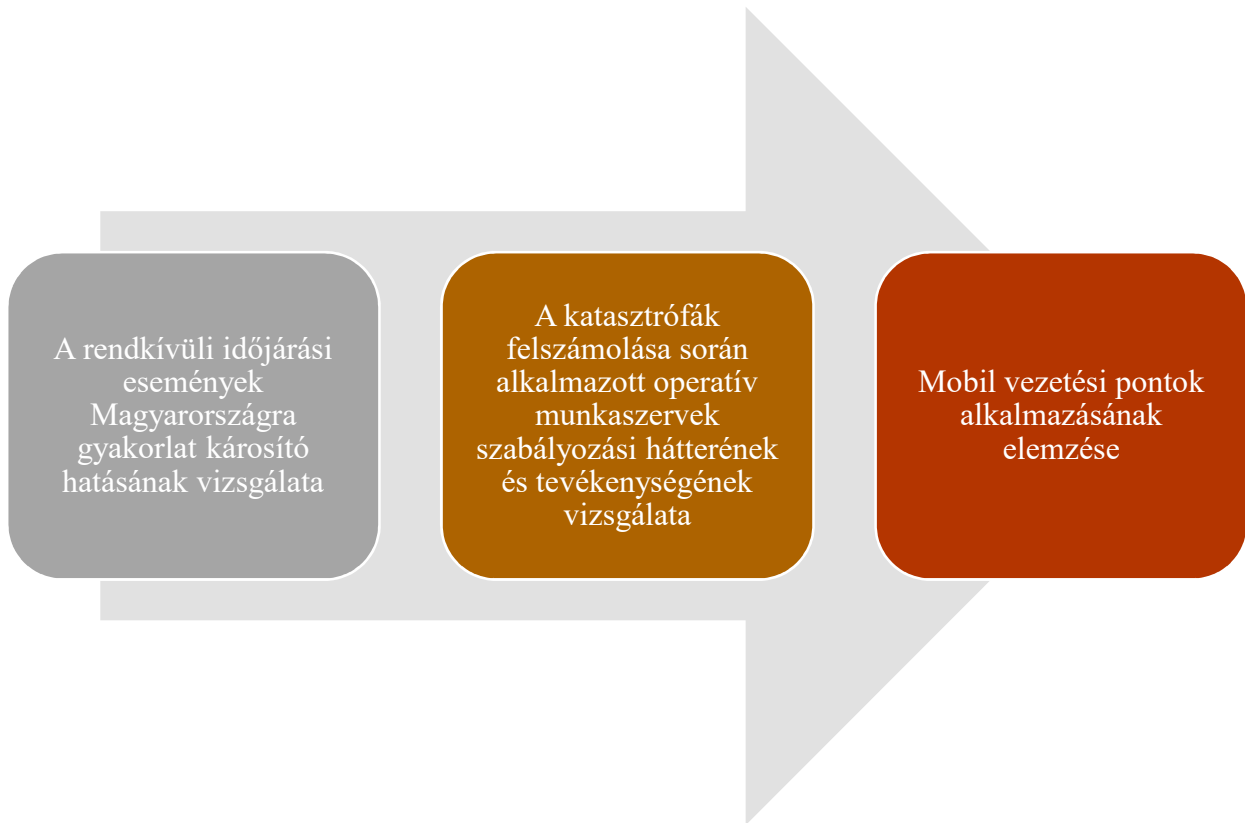 A rendkívüli időjárási
események
Magyarországra
gyakorlat károsító
hatásának vizsgálata
A katasztrófák
felszámolása során
alkalmazott operatív
munkaszervek
szabályozási hátterének
és tevékenységének
vizsgálata
Mobil vezetési pontok
alkalmazásának
elemzése